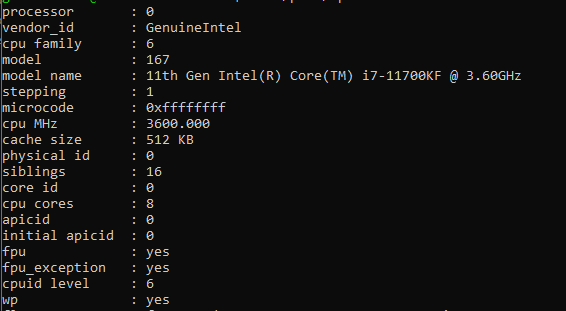 processor : 0
vendor_id : GenuineIntel
cpu family : 6
model : 167
model name : 11th Gen Intel(R) Core(TM) i7-11700KF @ 3.60GHz
stepping : 1
microcode : 0xffffffff
cpu MHz : 3600.000
cache size : 512 KB
physical id : 0
siblings : 16
core id : 0
cpu cores : 8
apicid : 0
initial apicid : 0
fpu : yes
fpu_exception : yes
cpuid level : 6
wp : yes